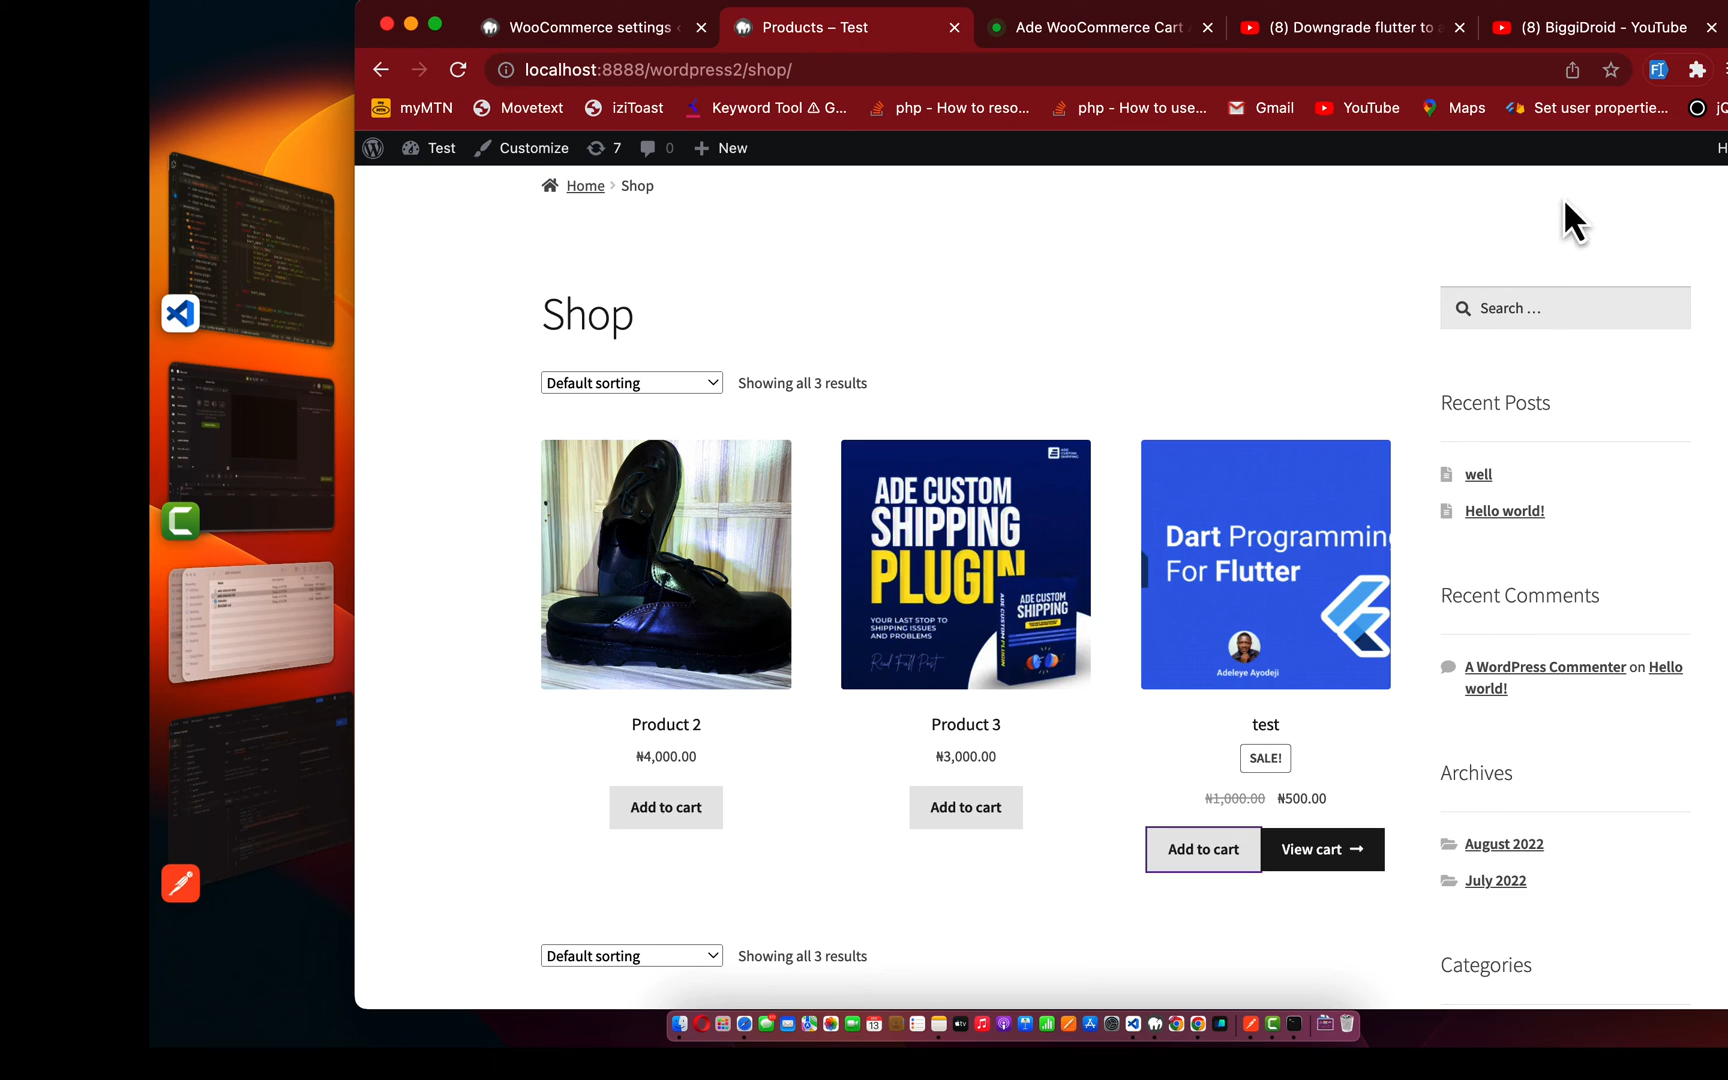 WooCommerce settings
Products – Test
Ade WooCommerce Cart
(8) Downgrade flutter to a
(8) BiggiDroid - YouTube
localhost:8888/wordpress2/shop/
myMTN
Movetext
iziToast
Keyword Tool ⚠ G...
php - How to reso...
php - How to use...
Gmail
YouTube
Maps
Set user propertie...
Test
Customize
7
0
New
H
Home > Shop
Shop
Search ...
Default sorting
Showing all 3 results
Recent Posts
well
Hello world!
ADE CUSTOM
SHIPPING
PLUGIN
YOUR LAST STOP TO
SHIPPING ISSUES
AND PROBLEMS
Read Full Post
ADE CUSTOM
SHIPPING
Dart Programming
For Flutter
Adeleye Ayodeji
Recent Comments
A WordPress Commenter on Hello
world!
Product 2
₦4,000.00
Add to cart
Product 3
₦3,000.00
Add to cart
test
SALE!
₦1,000.00 ₦500.00
Add to cart
View cart →
Archives
August 2022
July 2022
Default sorting
Showing all 3 results
Categories